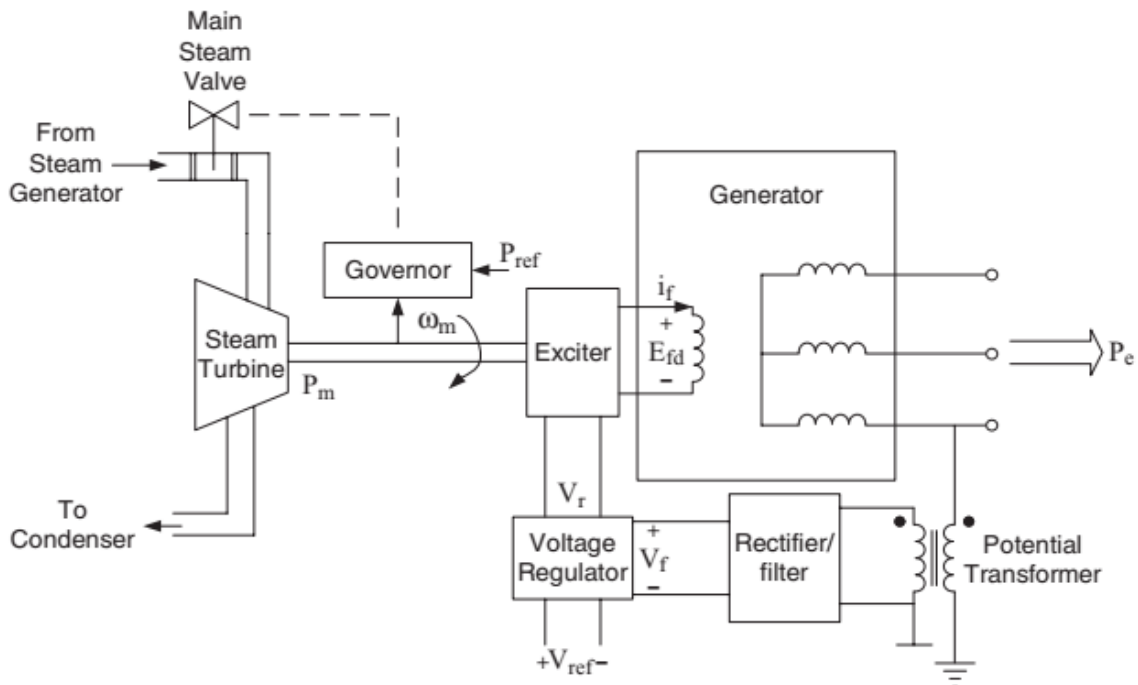 Main
Steam
Valve
From
Steam
Generator
Generator
Governor
P_ref
ω_m
Steam
Turbine
P_m
Exciter
i_f
+
E_fd
−
P_e
To
Condenser
V_r
Voltage
Regulator
+
V_f
−
Rectifier/
filter
Potential
Transformer
+V_ref−